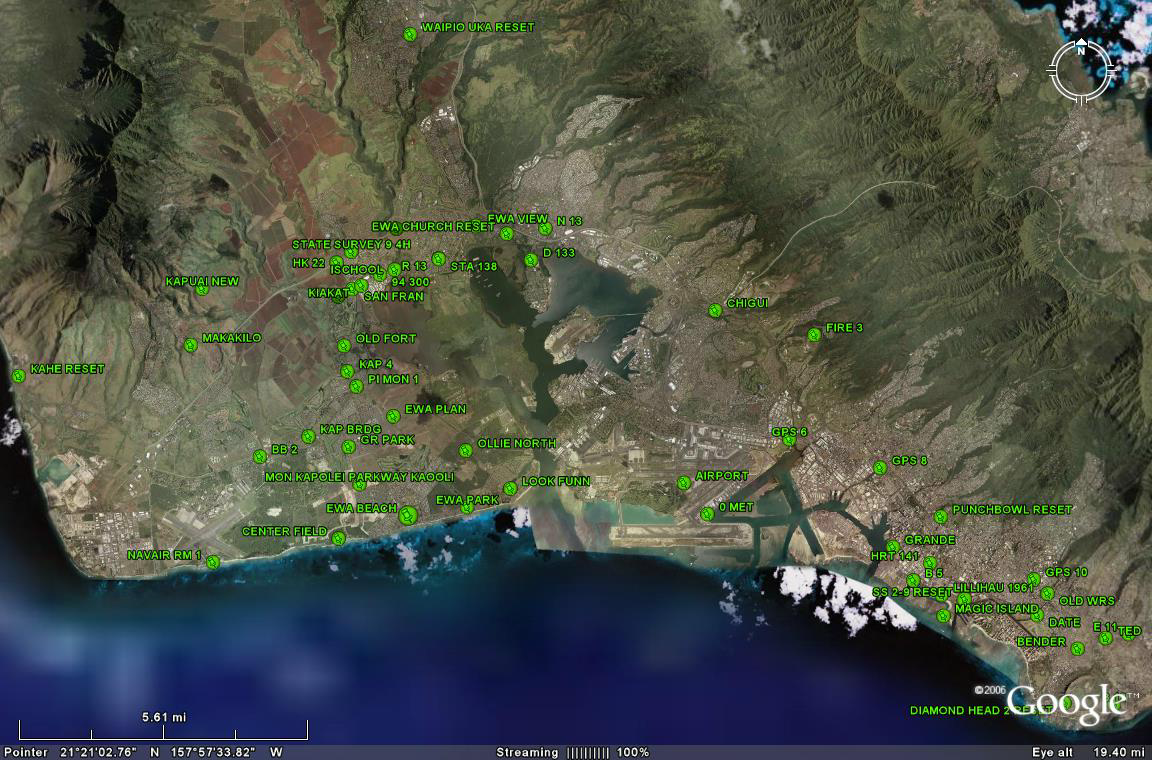 WAIPIO UKA RESET
N
EWA CHURCH RESET
EWA VIEW
N 13
STATE SURVEY 9 4H
HK 22
ISCHOOL
R 13
STA 138
D 133
KAPUAI NEW
94 300
KIAKAT
SAN FRAN
CHIGUI
FIRE 3
MAKAKILO
OLD FORT
KAHE RESET
KAP 4
PI MON 1
EWA PLAN
KAP BRDG
GR PARK
BB 2
OLLIE NORTH
GPS 6
GPS 8
MON KAPOLEI PARKWAY KAOOLI
LOOK FUNN
AIRPORT
EWA PARK
EWA BEACH
0 MET
PUNCHBOWL RESET
CENTER FIELD
NAVAIR RM 1
GRANDE
HRT 141
B 5
GPS 10
SS 2-9 RESET
LILLIHAU 1961
OLD WRS
MAGIC ISLAND
DATE
E 11
TED
BENDER
©2006 Google™
DIAMOND HEAD 2 RESET
5.61 mi
Pointer 21°21'02.76" N 157°57'33.82" W Streaming |||||||||| 100% Eye alt 19.40 mi